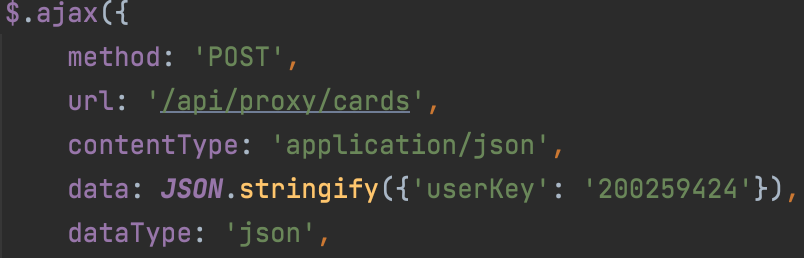 $.ajax({
method: 'POST',
url: '/api/proxy/cards',
contentType: 'application/json',
data: JSON.stringify({'userKey': '200259424'}),
dataType: 'json',